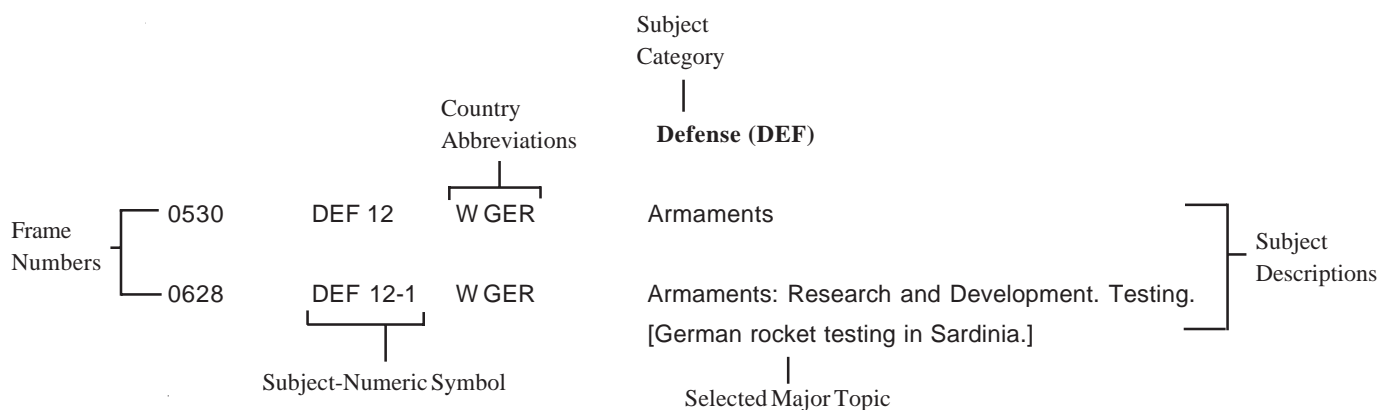 Subject
Category
Country
Abbreviations
Defense (DEF)
Frame
Numbers
0530 DEF 12 W GER Armaments
0628 DEF 12-1 W GER Armaments: Research and Development. Testing.
[German rocket testing in Sardinia.]
Subject
Descriptions
Subject-Numeric Symbol
Selected Major Topic